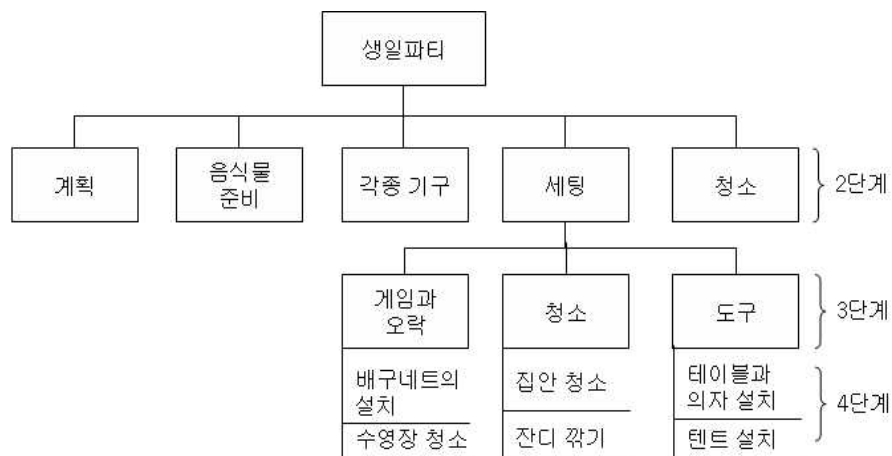 생일파티
계획
음식물
준비
각종 기구
세팅
청소
2단계
게임과
오락
청소
도구
3단계
배구네트의
설치
집안 청소
테이블과
의자 설치
4단계
수영장 청소
잔디 깎기
텐트 설치